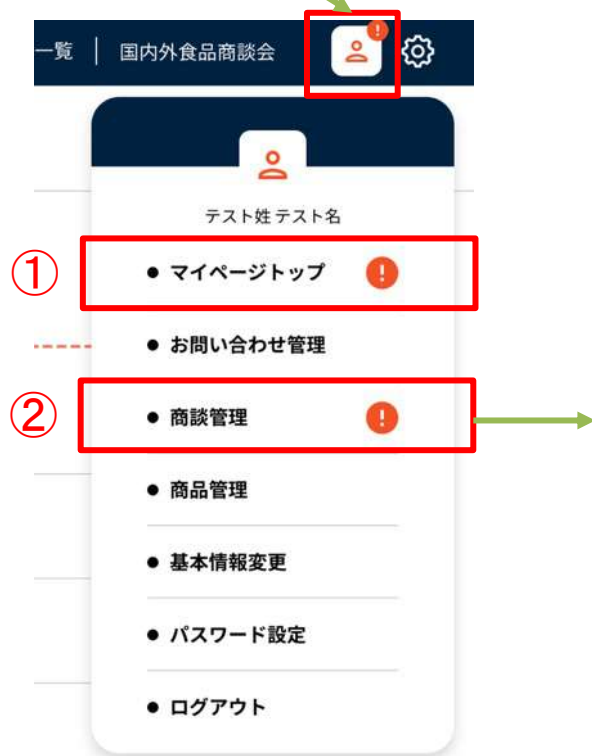 一覧 | 国内外食品商談会 !
テスト姓 テスト名
① ● マイページトップ !
● お問い合わせ管理
② ● 商談管理 !
● 商品管理
● 基本情報変更
● パスワード設定
● ログアウト